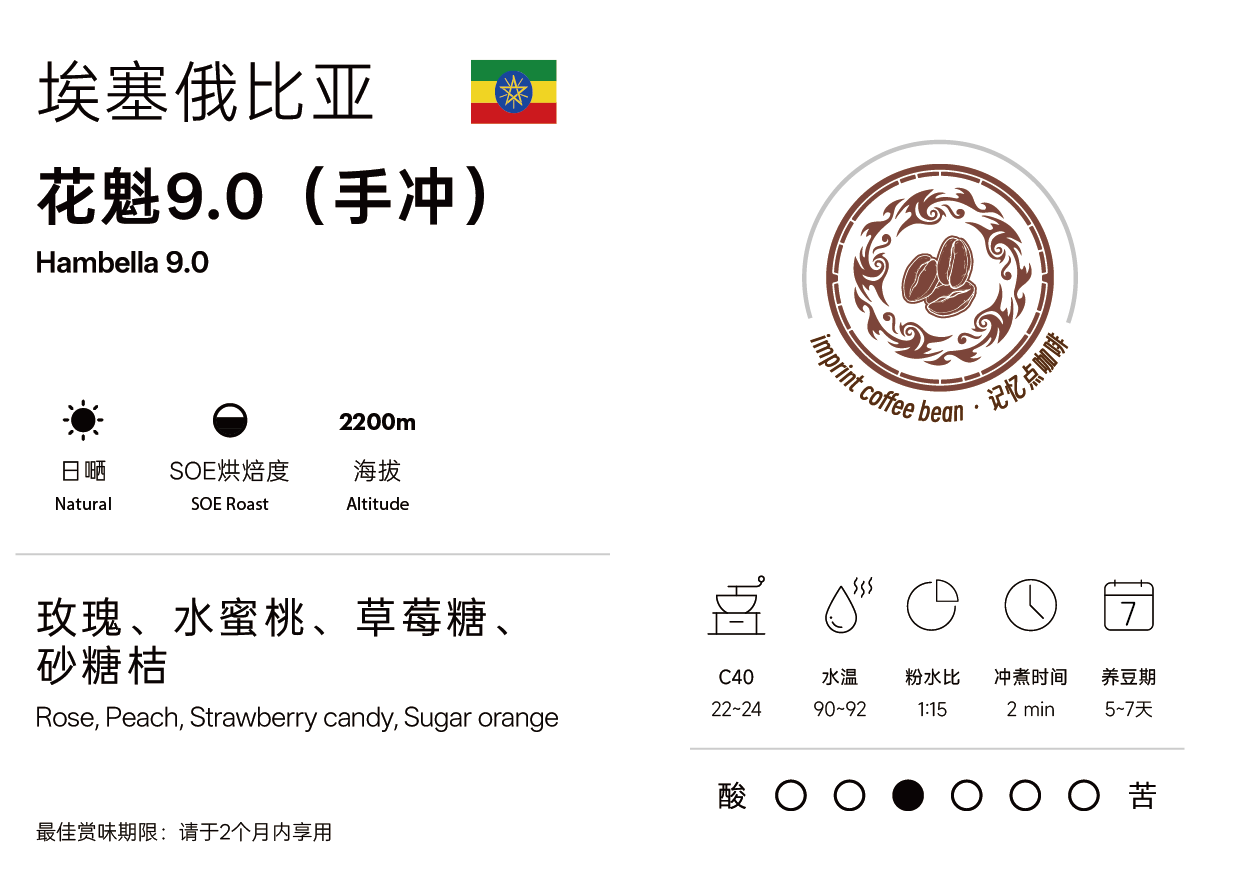 埃塞俄比亚
花魁9.0（手冲）
Hambella 9.0
2200m
日晒 SOE烘焙度 海拔
Natural SOE Roast Altitude
玫瑰、水蜜桃、草莓糖、
砂糖桔
Rose, Peach, Strawberry candy, Sugar orange
最佳赏味期限：请于2个月内享用
imprint coffee bean · 记忆点咖啡
7
C40 水温 粉水比 冲煮时间 养豆期
22~24 90~92 1:15 2 min 5~7天
酸 苦